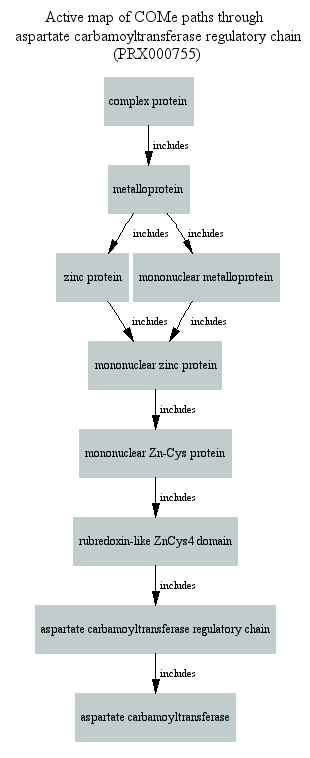 Active map of COMe paths through
aspartate carbamoyltransferase regulatory chain
(PRX000755)
complex protein
includes
metalloprotein
includes
includes
zinc protein
mononuclear metalloprotein
includes
includes
mononuclear zinc protein
includes
mononuclear Zn-Cys protein
includes
rubredoxin-like ZnCys4 domain
includes
aspartate carbamoyltransferase regulatory chain
includes
aspartate carbamoyltransferase